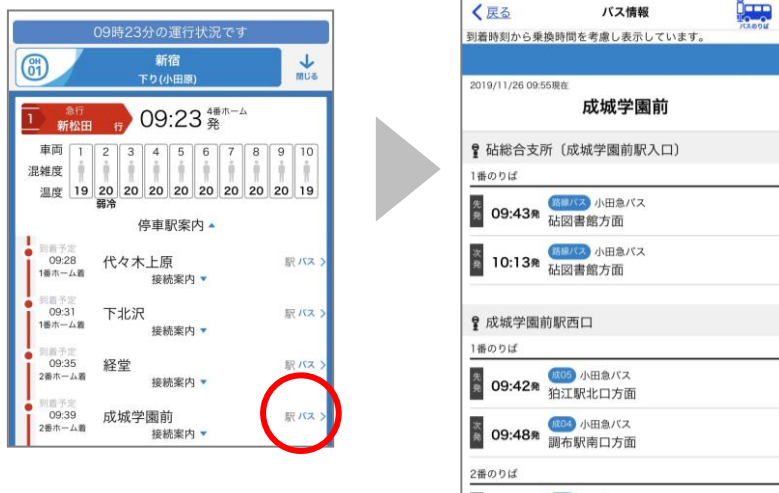 09時23分の運行状況です
OH
01
新宿
下り(小田原)
閉じる
1
急行
新松田 行
09:23発
4番ホーム
車両 1 2 3 4 5 6 7 8 9 10
混雑度
温度 19 20 20 20 20 20 20 20 20 19
弱冷
停車駅案内 ▲
到着予定
09:28
1番ホーム着
代々木上原
駅 バス >
接続案内 ▼
到着予定
09:31
1番ホーム着
下北沢
駅 バス >
接続案内 ▼
到着予定
09:35
2番ホーム着
経堂
駅 バス >
接続案内 ▼
到着予定
09:39
2番ホーム着
成城学園前
駅 バス >
接続案内 ▼
戻る
バス情報
バスのりば
到着時刻から乗換時間を考慮し表示しています。
2019/11/26 09:55現在
成城学園前
砧総合支所〔成城学園前駅入口〕
1番のりば
先発
09:43発
路線バス 小田急バス
砧図書館方面
次発
10:13発
路線バス 小田急バス
砧図書館方面
成城学園前駅西口
1番のりば
先発
09:42発
成05 小田急バス
狛江駅北口方面
次発
09:48発
成04 小田急バス
調布駅南口方面
2番のりば